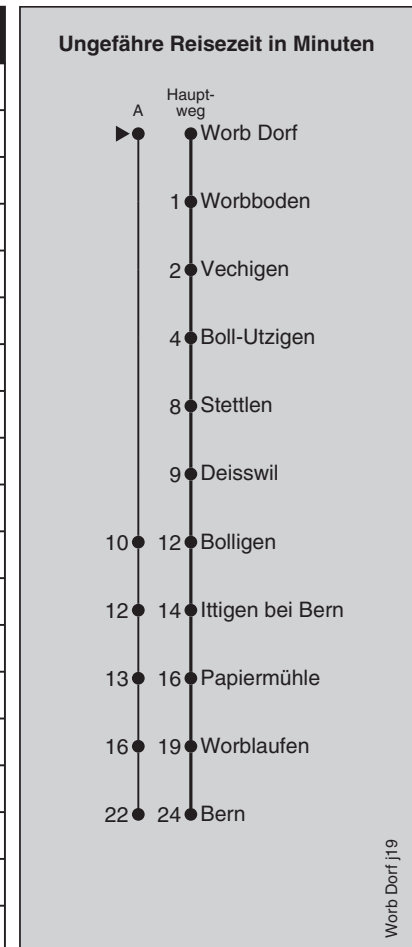 Ungefähre Reisezeit in Minuten
Haupt-
A weg
Worb Dorf
1 Worbboden
2 Vechigen
4 Boll-Utzigen
8 Stettlen
9 Deisswil
10 12 Bolligen
12 14 Ittigen bei Bern
13 16 Papiermühle
16 19 Worblaufen
22 24 Bern
Worb Dorf j19